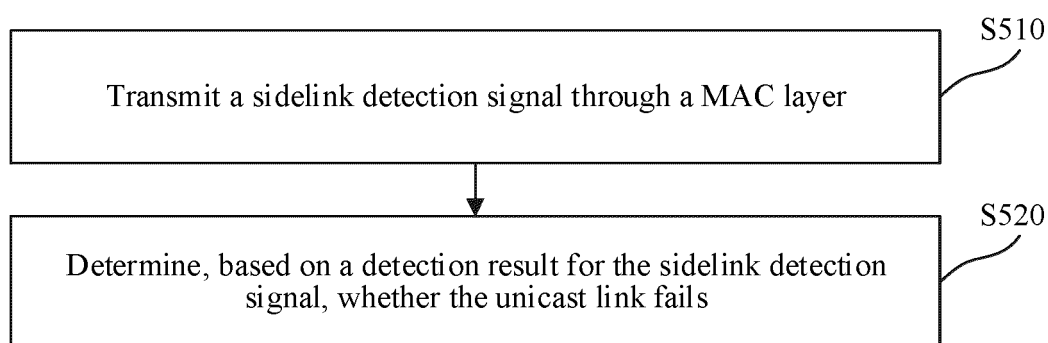 S510
Transmit a sidelink detection signal through a MAC layer
S520
Determine, based on a detection result for the sidelink detection
signal, whether the unicast link fails